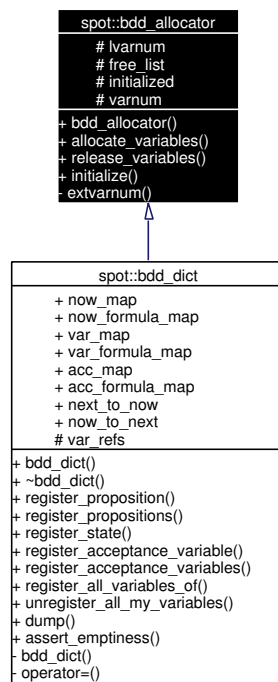 spot::bdd_allocator
# lvarnum
# free_list
# initialized
# varnum
+ bdd_allocator()
+ allocate_variables()
+ release_variables()
+ initialize()
- extvarnum()
spot::bdd_dict
+ now_map
+ now_formula_map
+ var_map
+ var_formula_map
+ acc_map
+ acc_formula_map
+ next_to_now
+ now_to_next
# var_refs
+ bdd_dict()
+ ~bdd_dict()
+ register_proposition()
+ register_propositions()
+ register_state()
+ register_acceptance_variable()
+ register_acceptance_variables()
+ register_all_variables_of()
+ unregister_all_my_variables()
+ dump()
+ assert_emptiness()
- bdd_dict()
- operator=()